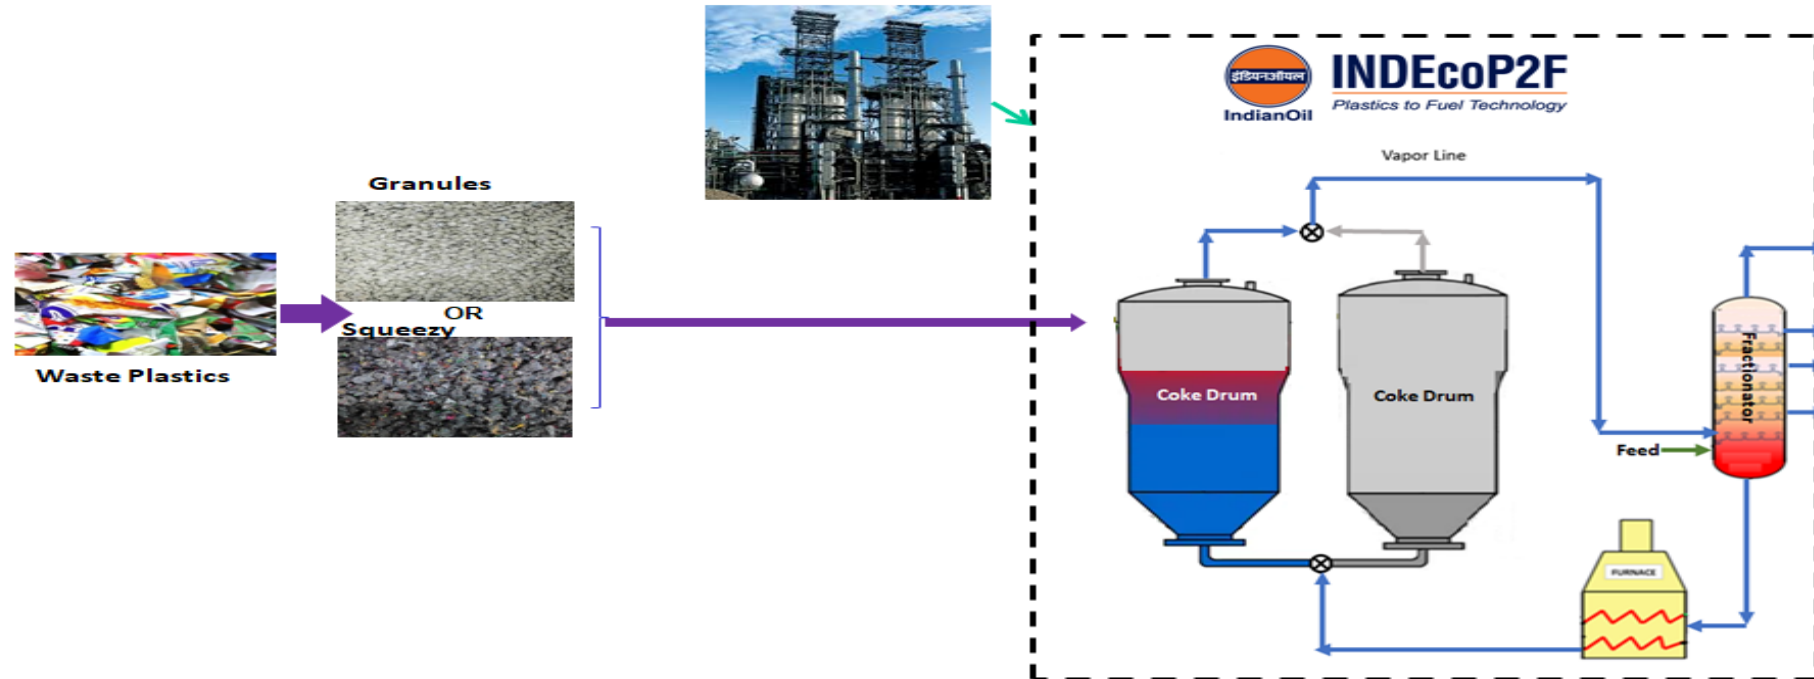 इंडियनऑयल
IndianOil
INDEcoP2F
Plastics to Fuel Technology
Vapor Line
Granules
OR
Squeezy
Waste Plastics
Coke Drum
Coke Drum
Fractionator
Feed
FURNACE